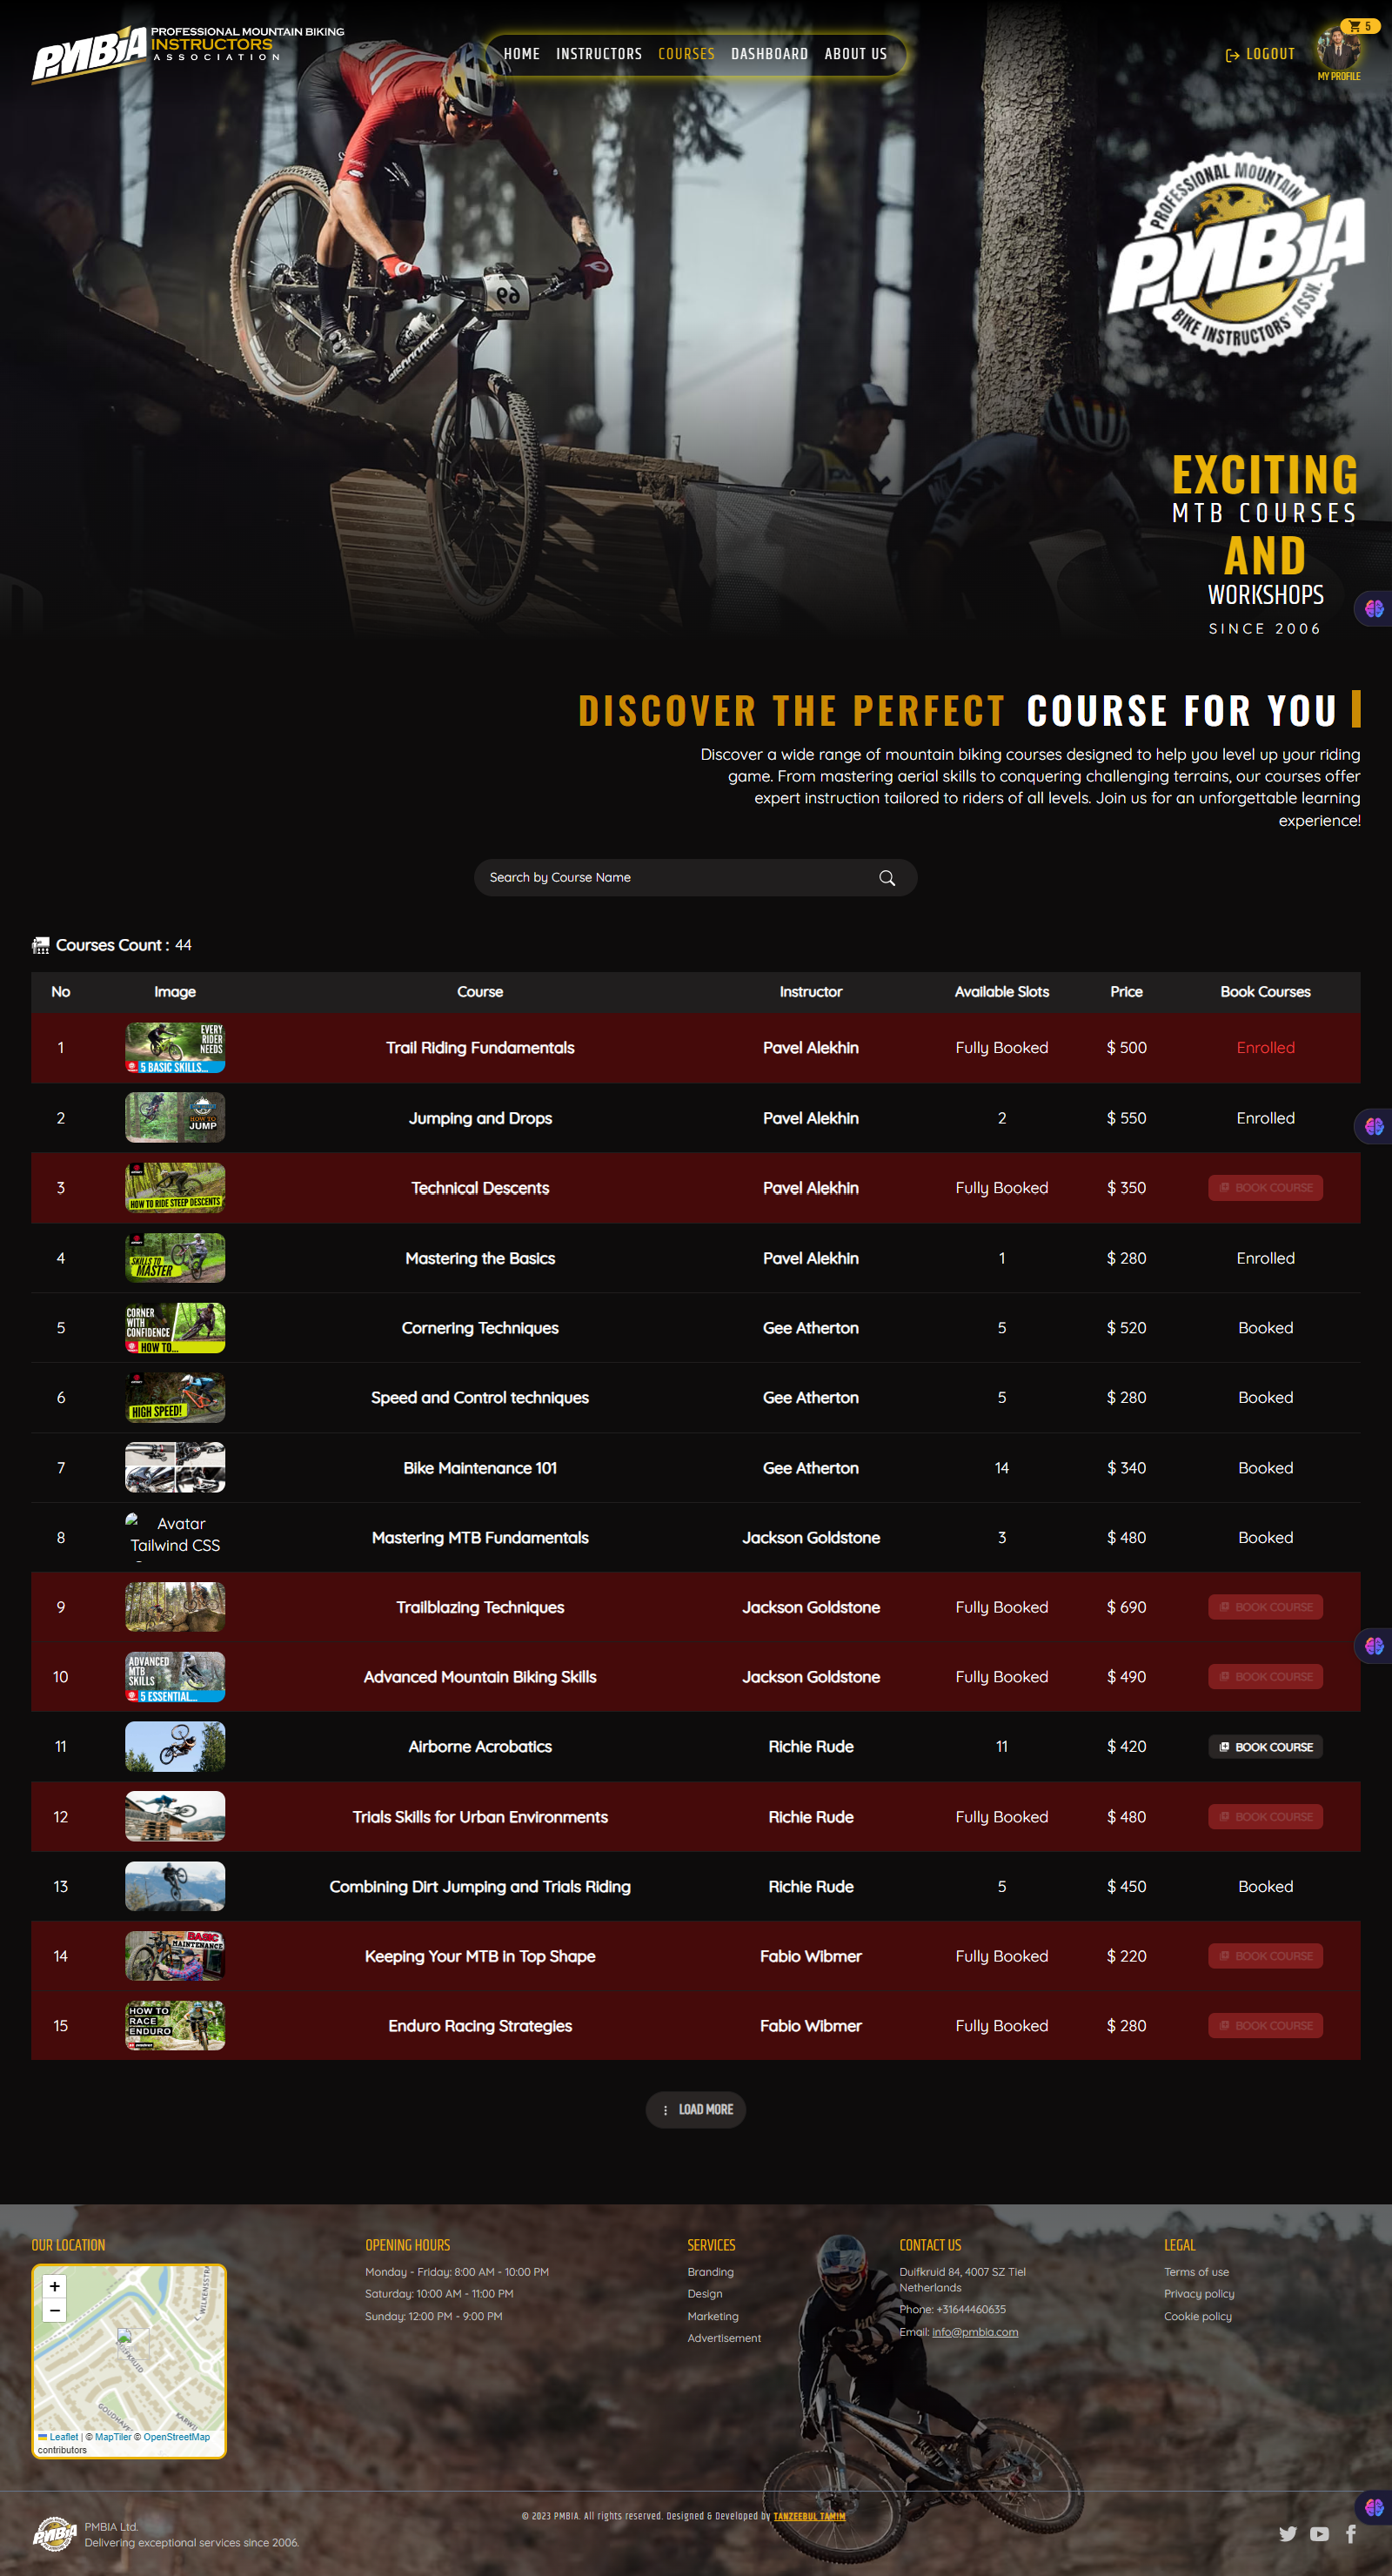 PMBiA PROFESSIONAL MOUNTAIN BIKING
INSTRUCTORS
ASSOCIATION
HOME INSTRUCTORS COURSES DASHBOARD ABOUT US
LOGOUT
5
MY PROFILE
PROFESSIONAL MOUNTAIN
PMBiA
BIKE INSTRUCTORS' ASSN.
EXCITING
MTB COURSES
AND
WORKSHOPS
SINCE 2006
DISCOVER THE PERFECT COURSE FOR YOU
Discover a wide range of mountain biking courses designed to help you level up your riding
game. From mastering aerial skills to conquering challenging terrains, our courses offer
expert instruction tailored to riders of all levels. Join us for an unforgettable learning
experience!
Search by Course Name
Courses Count : 44
No Image Course Instructor Available Slots Price Book Courses
1 EVERY RIDER NEEDS 5 BASIC SKILLS... Trail Riding Fundamentals Pavel Alekhin Fully Booked $ 500 Enrolled
2 HOW TO JUMP Jumping and Drops Pavel Alekhin 2 $ 550 Enrolled
3 HOW TO RIDE STEEP DESCENTS Technical Descents Pavel Alekhin Fully Booked $ 350 BOOK COURSE
4 SKILLS TO MASTER Mastering the Basics Pavel Alekhin 1 $ 280 Enrolled
5 CORNER WITH CONFIDENCE HOW TO... Cornering Techniques Gee Atherton 5 $ 520 Booked
6 HIGH SPEED! Speed and Control techniques Gee Atherton 5 $ 280 Booked
7 Bike Maintenance 101 Gee Atherton 14 $ 340 Booked
8 Avatar Tailwind CSS Mastering MTB Fundamentals Jackson Goldstone 3 $ 480 Booked
9 Trailblazing Techniques Jackson Goldstone Fully Booked $ 690 BOOK COURSE
10 ADVANCED MTB SKILLS 5 ESSENTIAL... Advanced Mountain Biking Skills Jackson Goldstone Fully Booked $ 490 BOOK COURSE
11 Airborne Acrobatics Richie Rude 11 $ 420 BOOK COURSE
12 Trials Skills for Urban Environments Richie Rude Fully Booked $ 480 BOOK COURSE
13 Combining Dirt Jumping and Trials Riding Richie Rude 5 $ 450 Booked
14 BASIC MAINTENANCE Keeping Your MTB in Top Shape Fabio Wibmer Fully Booked $ 220 BOOK COURSE
15 HOW TO RACE ENDURO Enduro Racing Strategies Fabio Wibmer Fully Booked $ 280 BOOK COURSE
LOAD MORE
OUR LOCATION
+
−
WILKENSSTRA
GOUDHAV
KARWIJ
Leaflet | © MapTiler © OpenStreetMap
contributors
OPENING HOURS
Monday - Friday: 8:00 AM - 10:00 PM
Saturday: 10:00 AM - 11:00 PM
Sunday: 12:00 PM - 9:00 PM
SERVICES
Branding
Design
Marketing
Advertisement
CONTACT US
Duifkruid 84, 4007 SZ Tiel
Netherlands
Phone: +31644460635
Email: info@pmbia.com
LEGAL
Terms of use
Privacy policy
Cookie policy
© 2023 PMBIA. All rights reserved. Designed & Developed by TANZEEBUL TAMIM
PMBiA
PMBIA Ltd.
Delivering exceptional services since 2006.